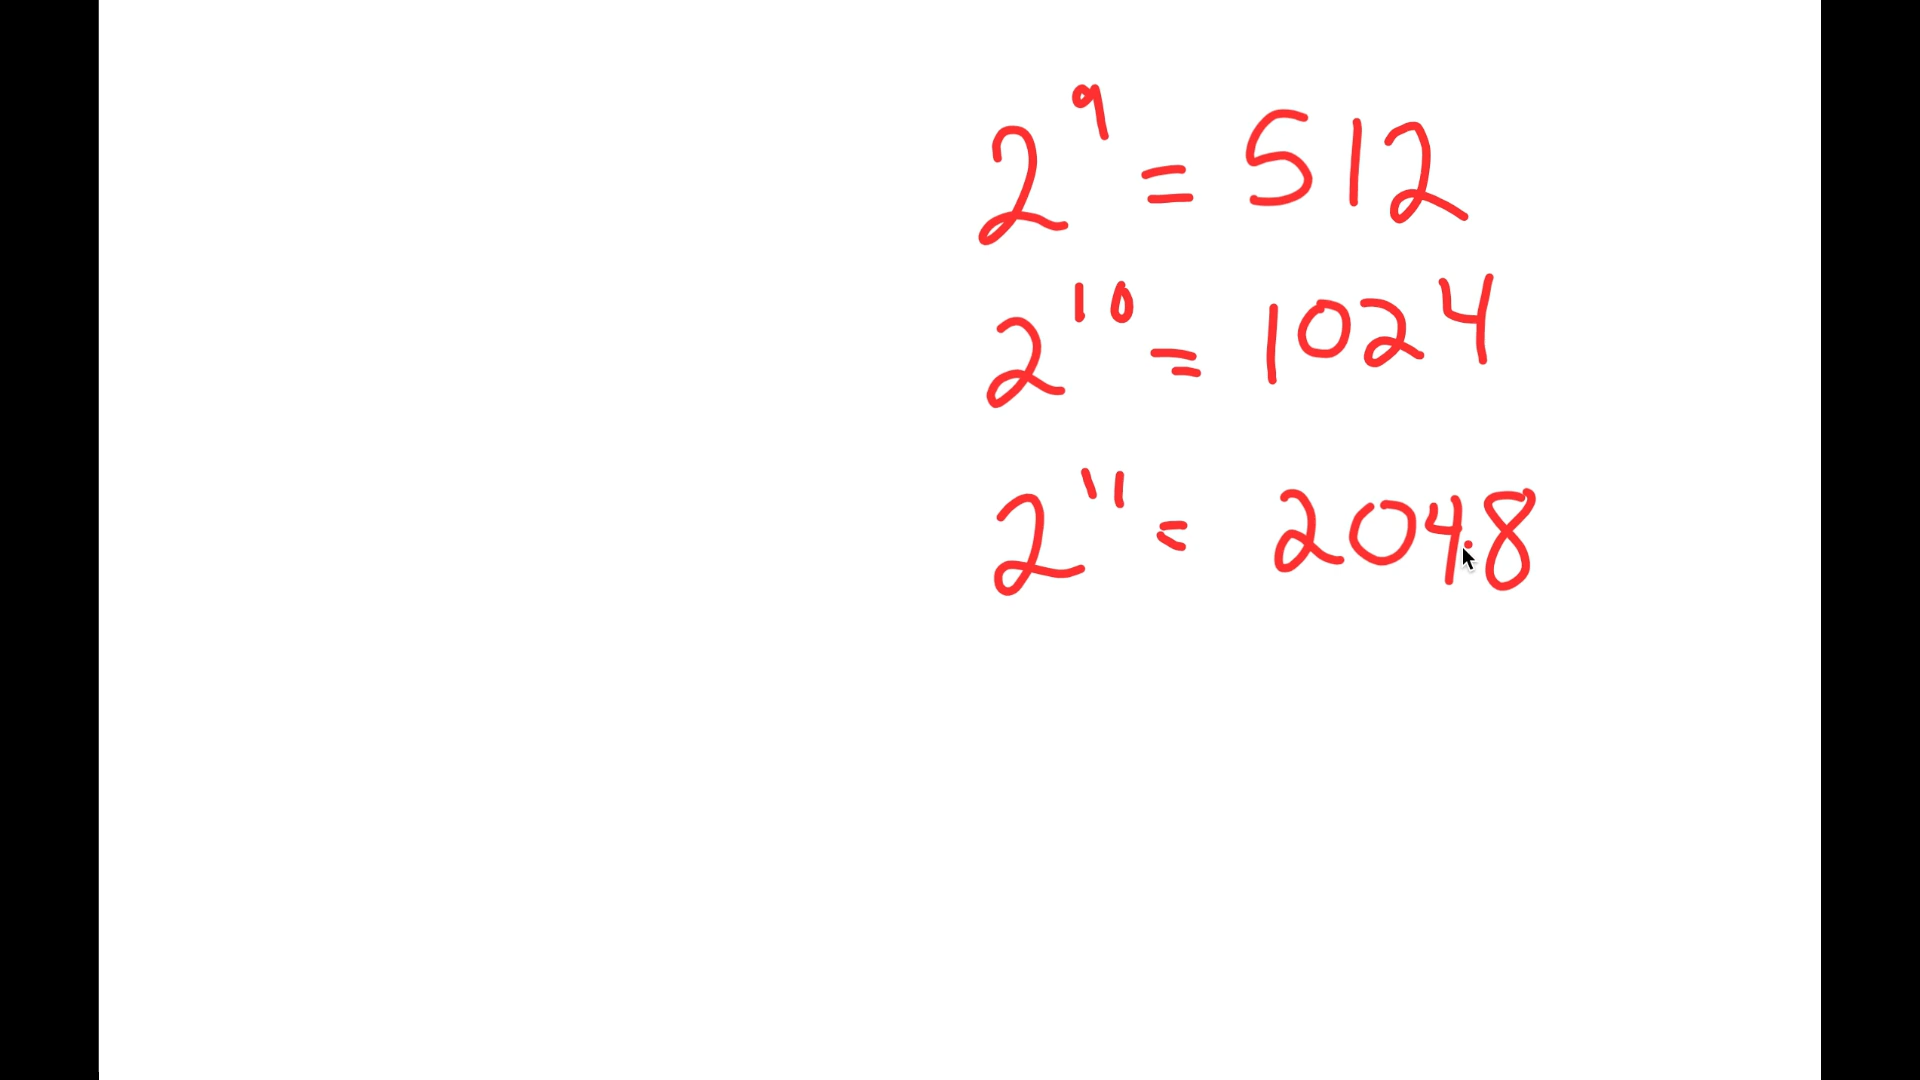 2⁹ = 512
2¹⁰ = 1024
2¹¹ = 2048